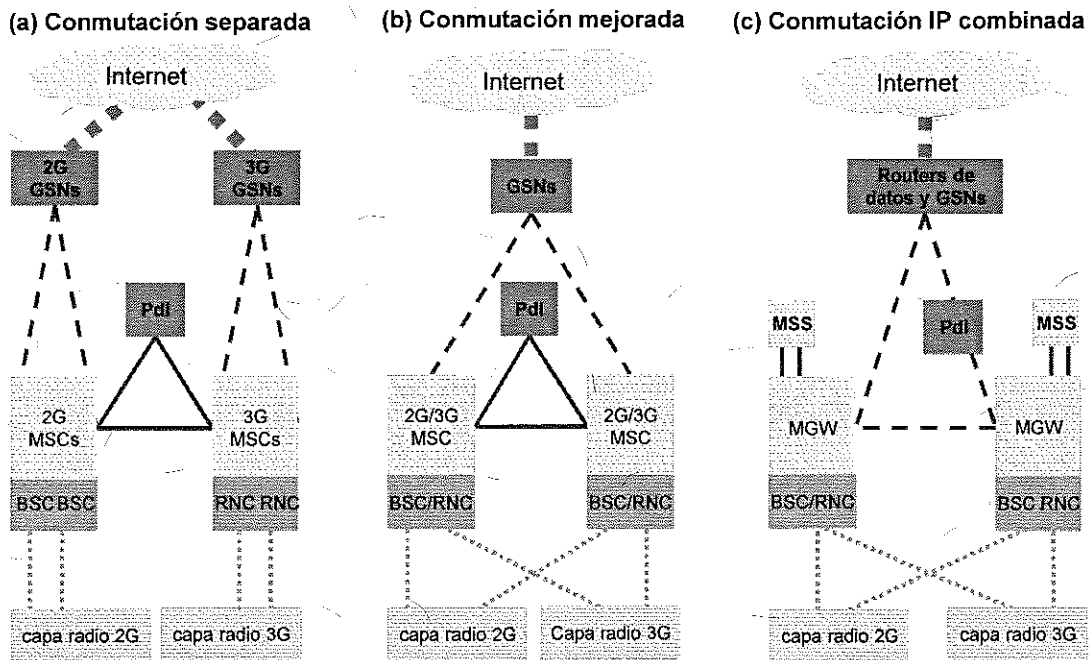 (a) Conmutación separada
Internet
2G
GSNs
3G
GSNs
PdI
2G
MSCs
3G
MSCs
BSC BSC
RNC RNC
capa radio 2G
capa radio 3G
(b) Conmutación mejorada
Internet
GSNs
PdI
2G/3G
MSC
2G/3G
MSC
BSC/RNC
BSC/RNC
capa radio 2G
Capa radio 3G
(c) Conmutación IP combinada
Internet
Routers de
datos y GSNs
MSS
PdI
MSS
MGW
MGW
BSC/RNC
BSC RNC
capa radio 2G
capa radio 3G